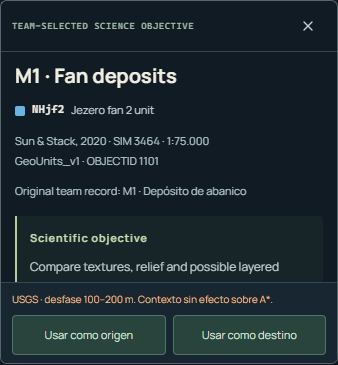 TEAM-SELECTED SCIENCE OBJECTIVE
M1 · Fan deposits
NHjf2 Jezero fan 2 unit
Sun & Stack, 2020 · SIM 3464 · 1:75.000
GeoUnits_v1 · OBJECTID 1101
Original team record: M1 · Depósito de abanico
Scientific objective
Compare textures, relief and possible layered
USGS · desfase 100–200 m. Contexto sin efecto sobre A*.
Usar como origen
Usar como destino